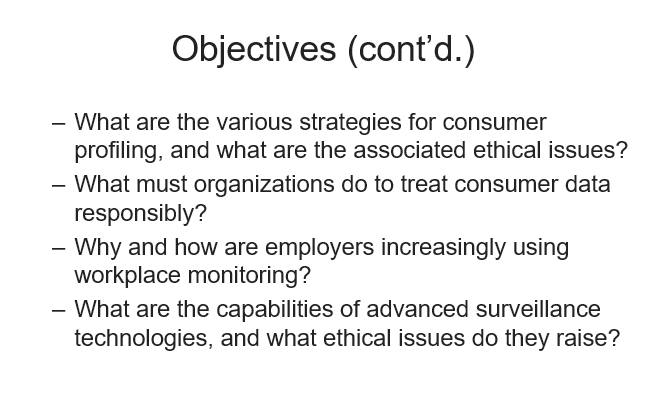 Objectives (cont’d.)
– What are the various strategies for consumer
profiling, and what are the associated ethical issues?
– What must organizations do to treat consumer data
responsibly?
– Why and how are employers increasingly using
workplace monitoring?
– What are the capabilities of advanced surveillance
technologies, and what ethical issues do they raise?